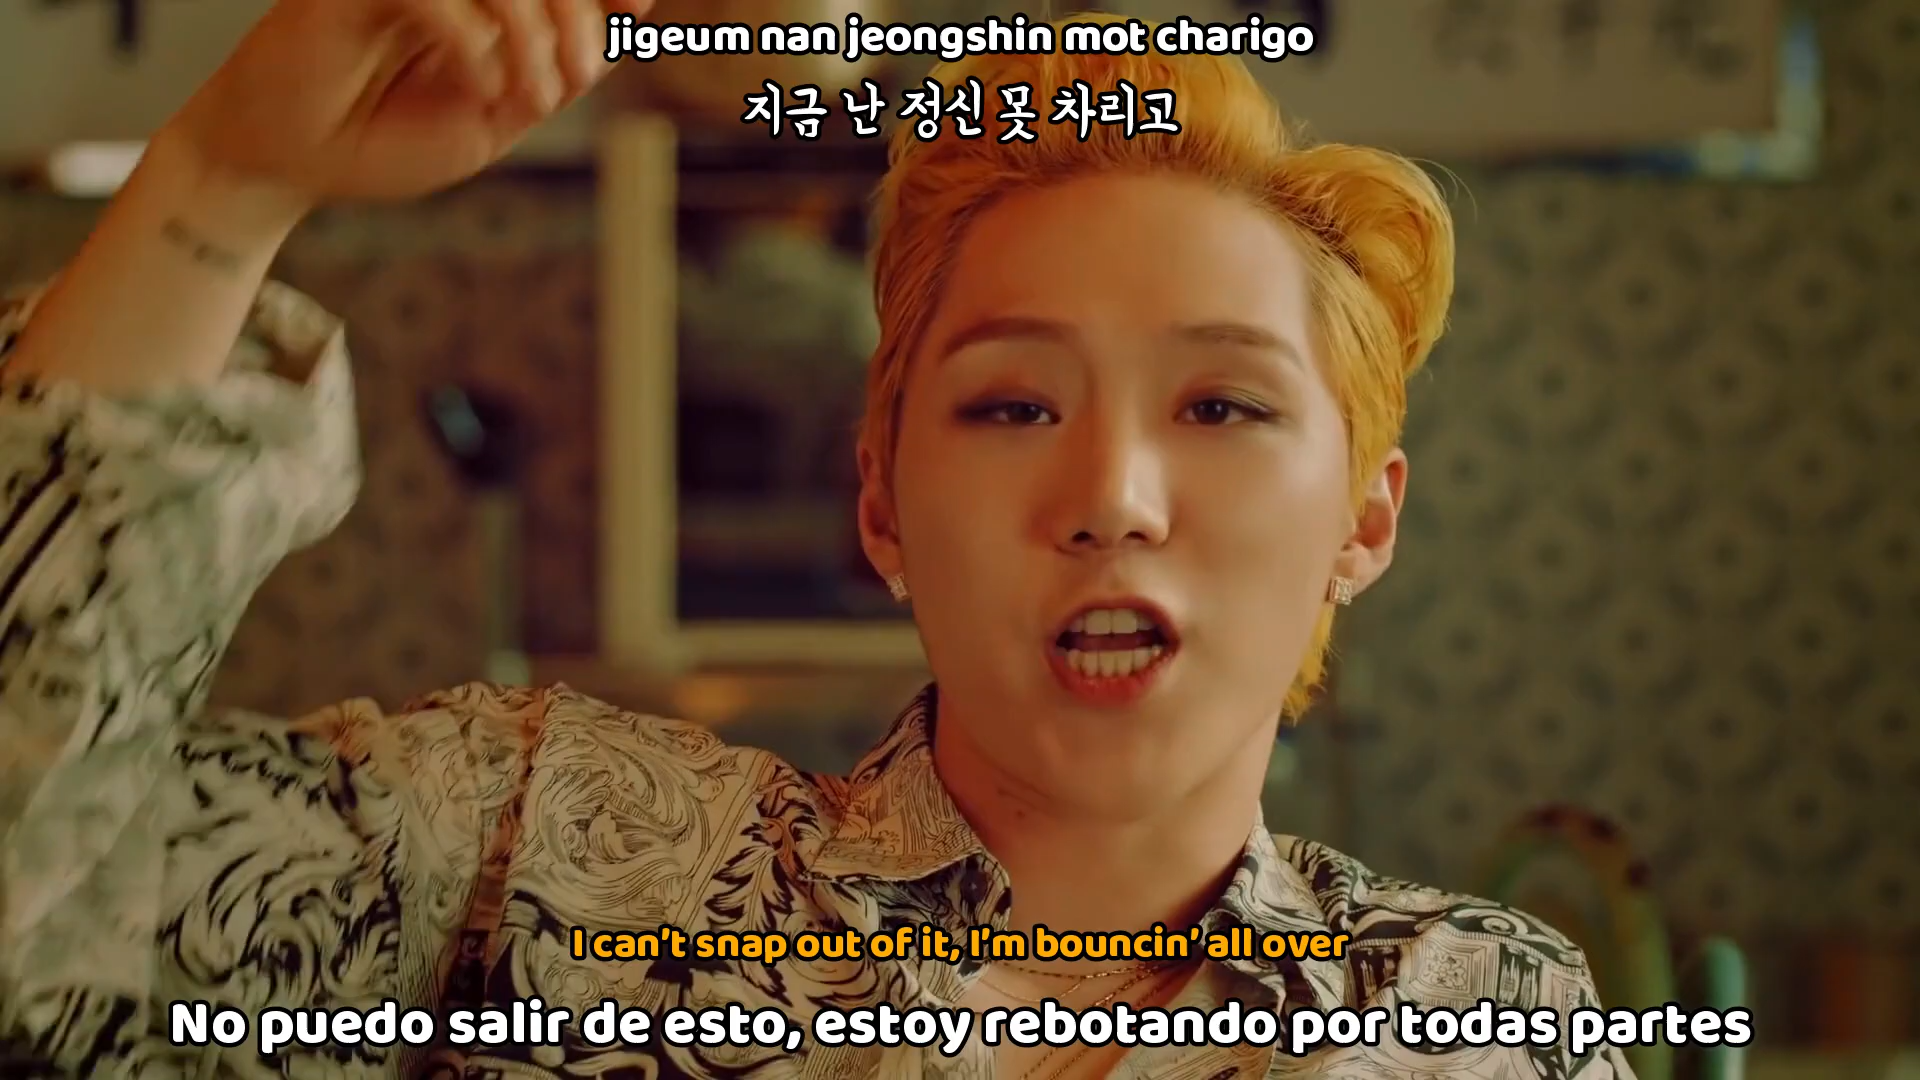 jigeum nan jeongshin mot charigo
지금 난 정신 못 차리고
I can't snap out of it, I'm bouncin' all over
No puedo salir de esto, estoy rebotando por todas partes